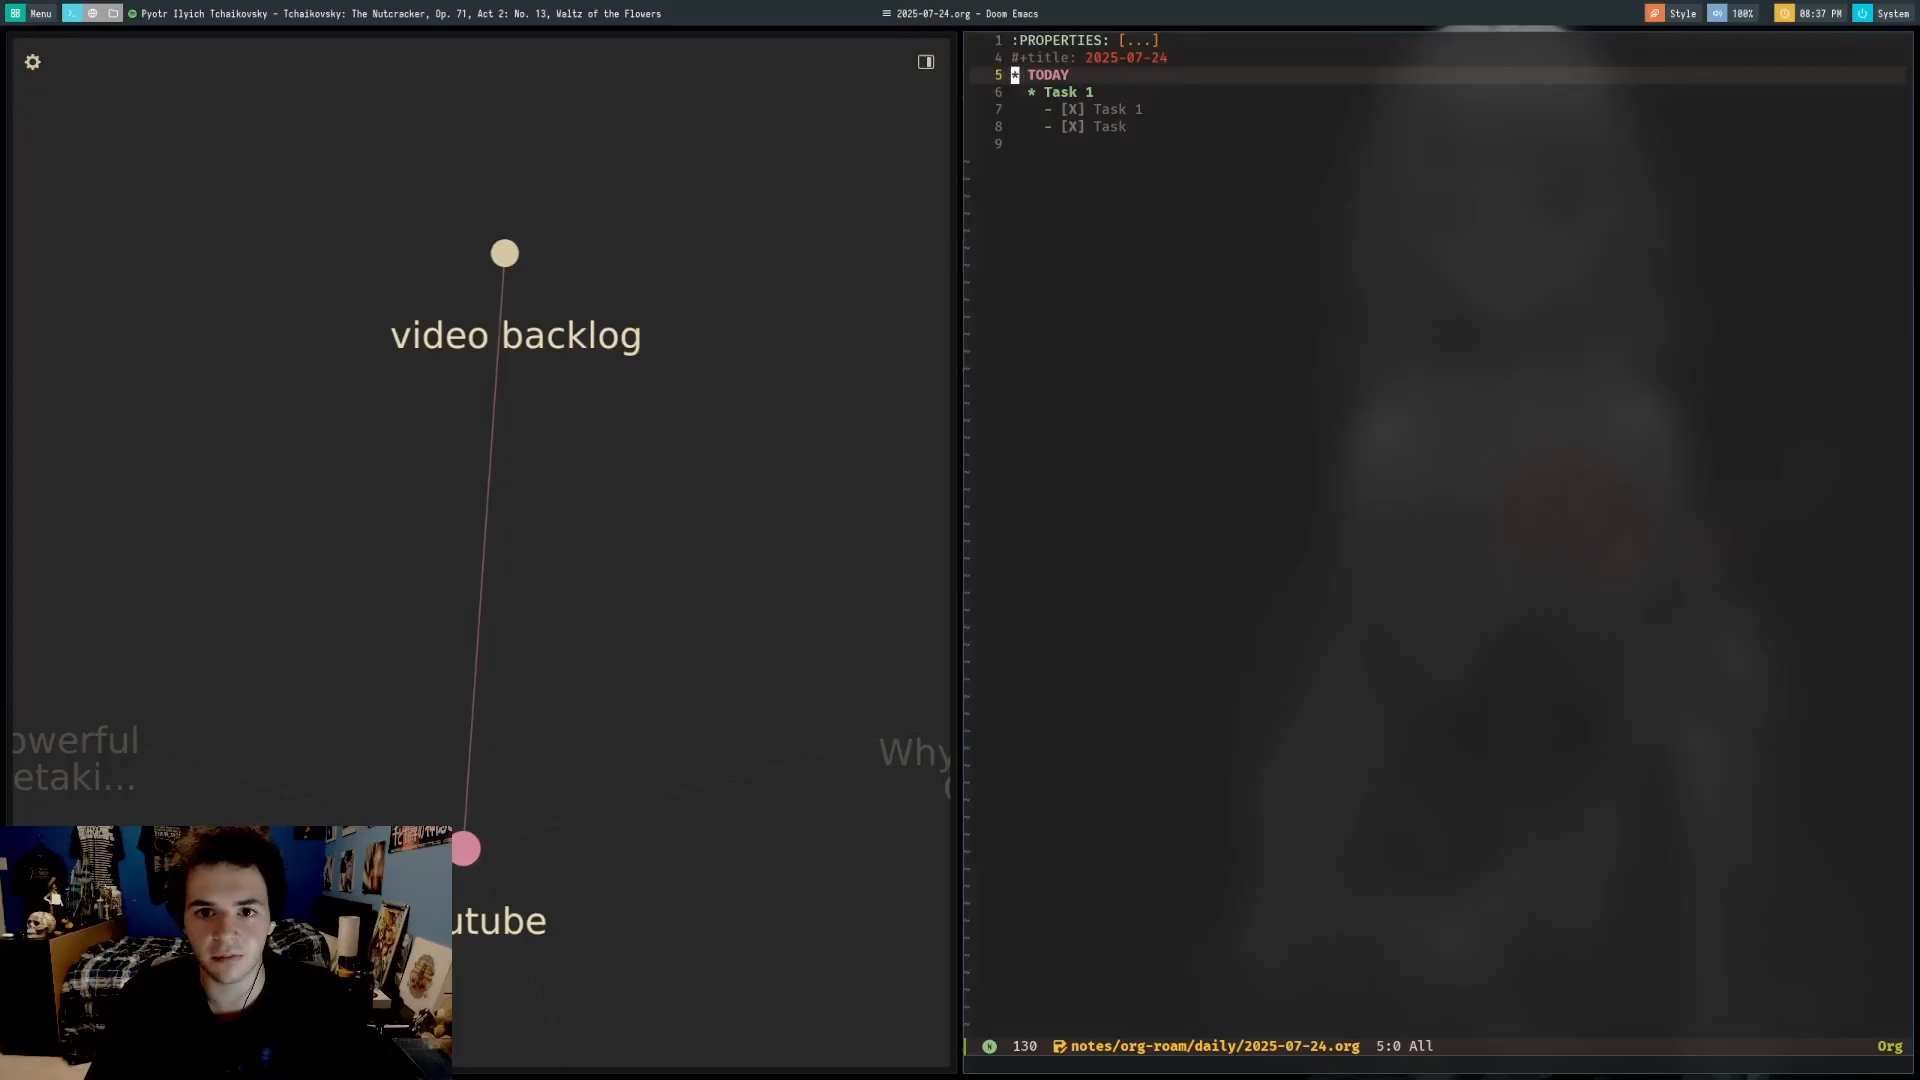 Menu
Pyotr Ilyich Tchaikovsky - Tchaikovsky: The Nutcracker, Op. 71, Act 2: No. 13, Waltz of the Flowers
2025-07-24.org - Doom Emacs
Style
100%
08:37 PM
System
video backlog
owerful
etaki...
Why
utube
1 :PROPERTIES: [...]
4 #+title: 2025-07-24
5 * TODAY
6 * Task 1
7 - [X] Task 1
8 - [X] Task
9
N 130 notes/org-roam/daily/2025-07-24.org 5:0 All
Org